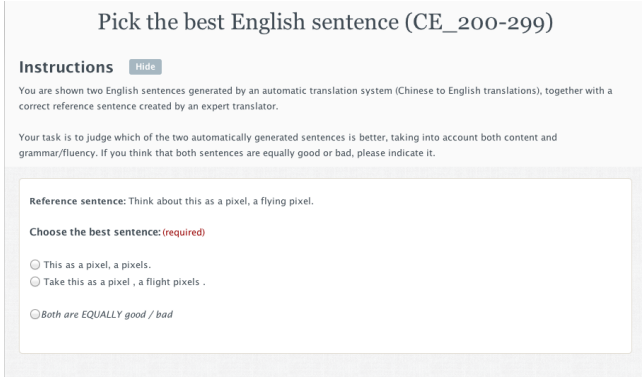 Pick the best English sentence (CE_200-299)
Instructions Hide
You are shown two English sentences generated by an automatic translation system (Chinese to English translations), together with a
correct reference sentence created by an expert translator.
Your task is to judge which of the two automatically generated sentences is better, taking into account both content and
grammar/fluency. If you think that both sentences are equally good or bad, please indicate it.
Reference sentence: Think about this as a pixel, a flying pixel.
Choose the best sentence: (required)
This as a pixel, a pixels.
Take this as a pixel , a flight pixels .
Both are EQUALLY good / bad